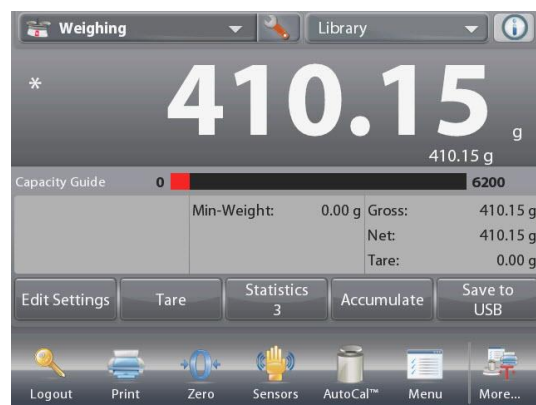 Weighing Library
* 410.15 g
410.15 g
Capacity Guide 0 6200
Min-Weight: 0.00 g Gross: 410.15 g
Net: 410.15 g
Tare: 0.00 g
Edit Settings Tare Statistics 3 Accumulate Save to USB
Logout Print Zero Sensors AutoCal™ Menu More...